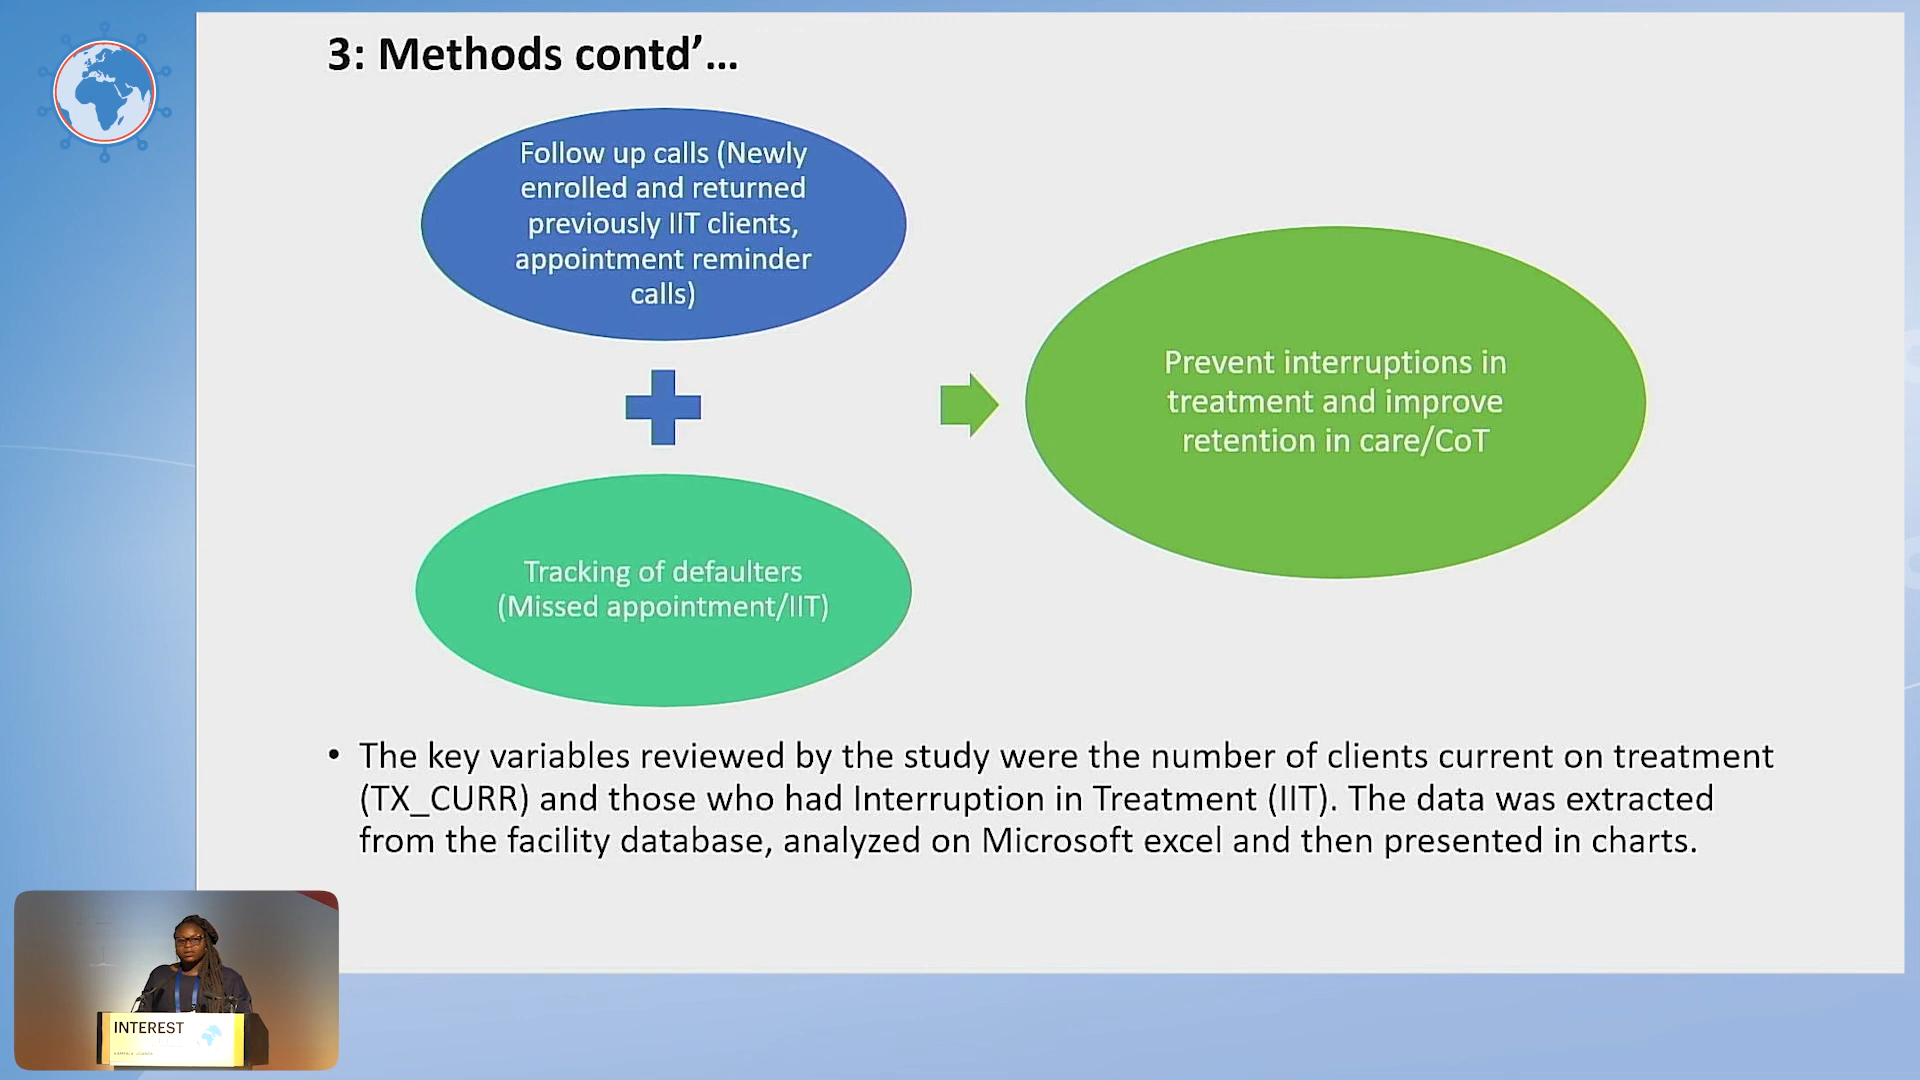 3: Methods contd’...
Follow up calls (Newly
enrolled and returned
previously IIT clients,
appointment reminder
calls)
Tracking of defaulters
(Missed appointment/IIT)
Prevent interruptions in
treatment and improve
retention in care/CoT
• The key variables reviewed by the study were the number of clients current on treatment
(TX_CURR) and those who had Interruption in Treatment (IIT). The data was extracted
from the facility database, analyzed on Microsoft excel and then presented in charts.
INTEREST